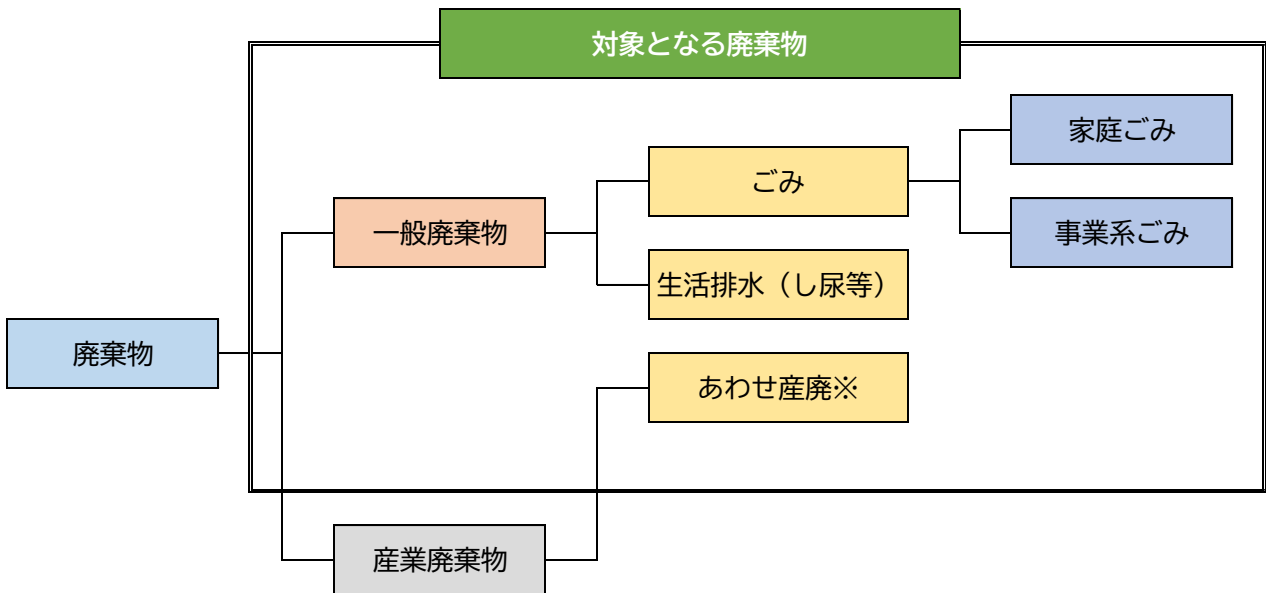 対象となる廃棄物
家庭ごみ
ごみ
一般廃棄物
事業系ごみ
生活排水（し尿等）
廃棄物
あわせ産廃※
産業廃棄物